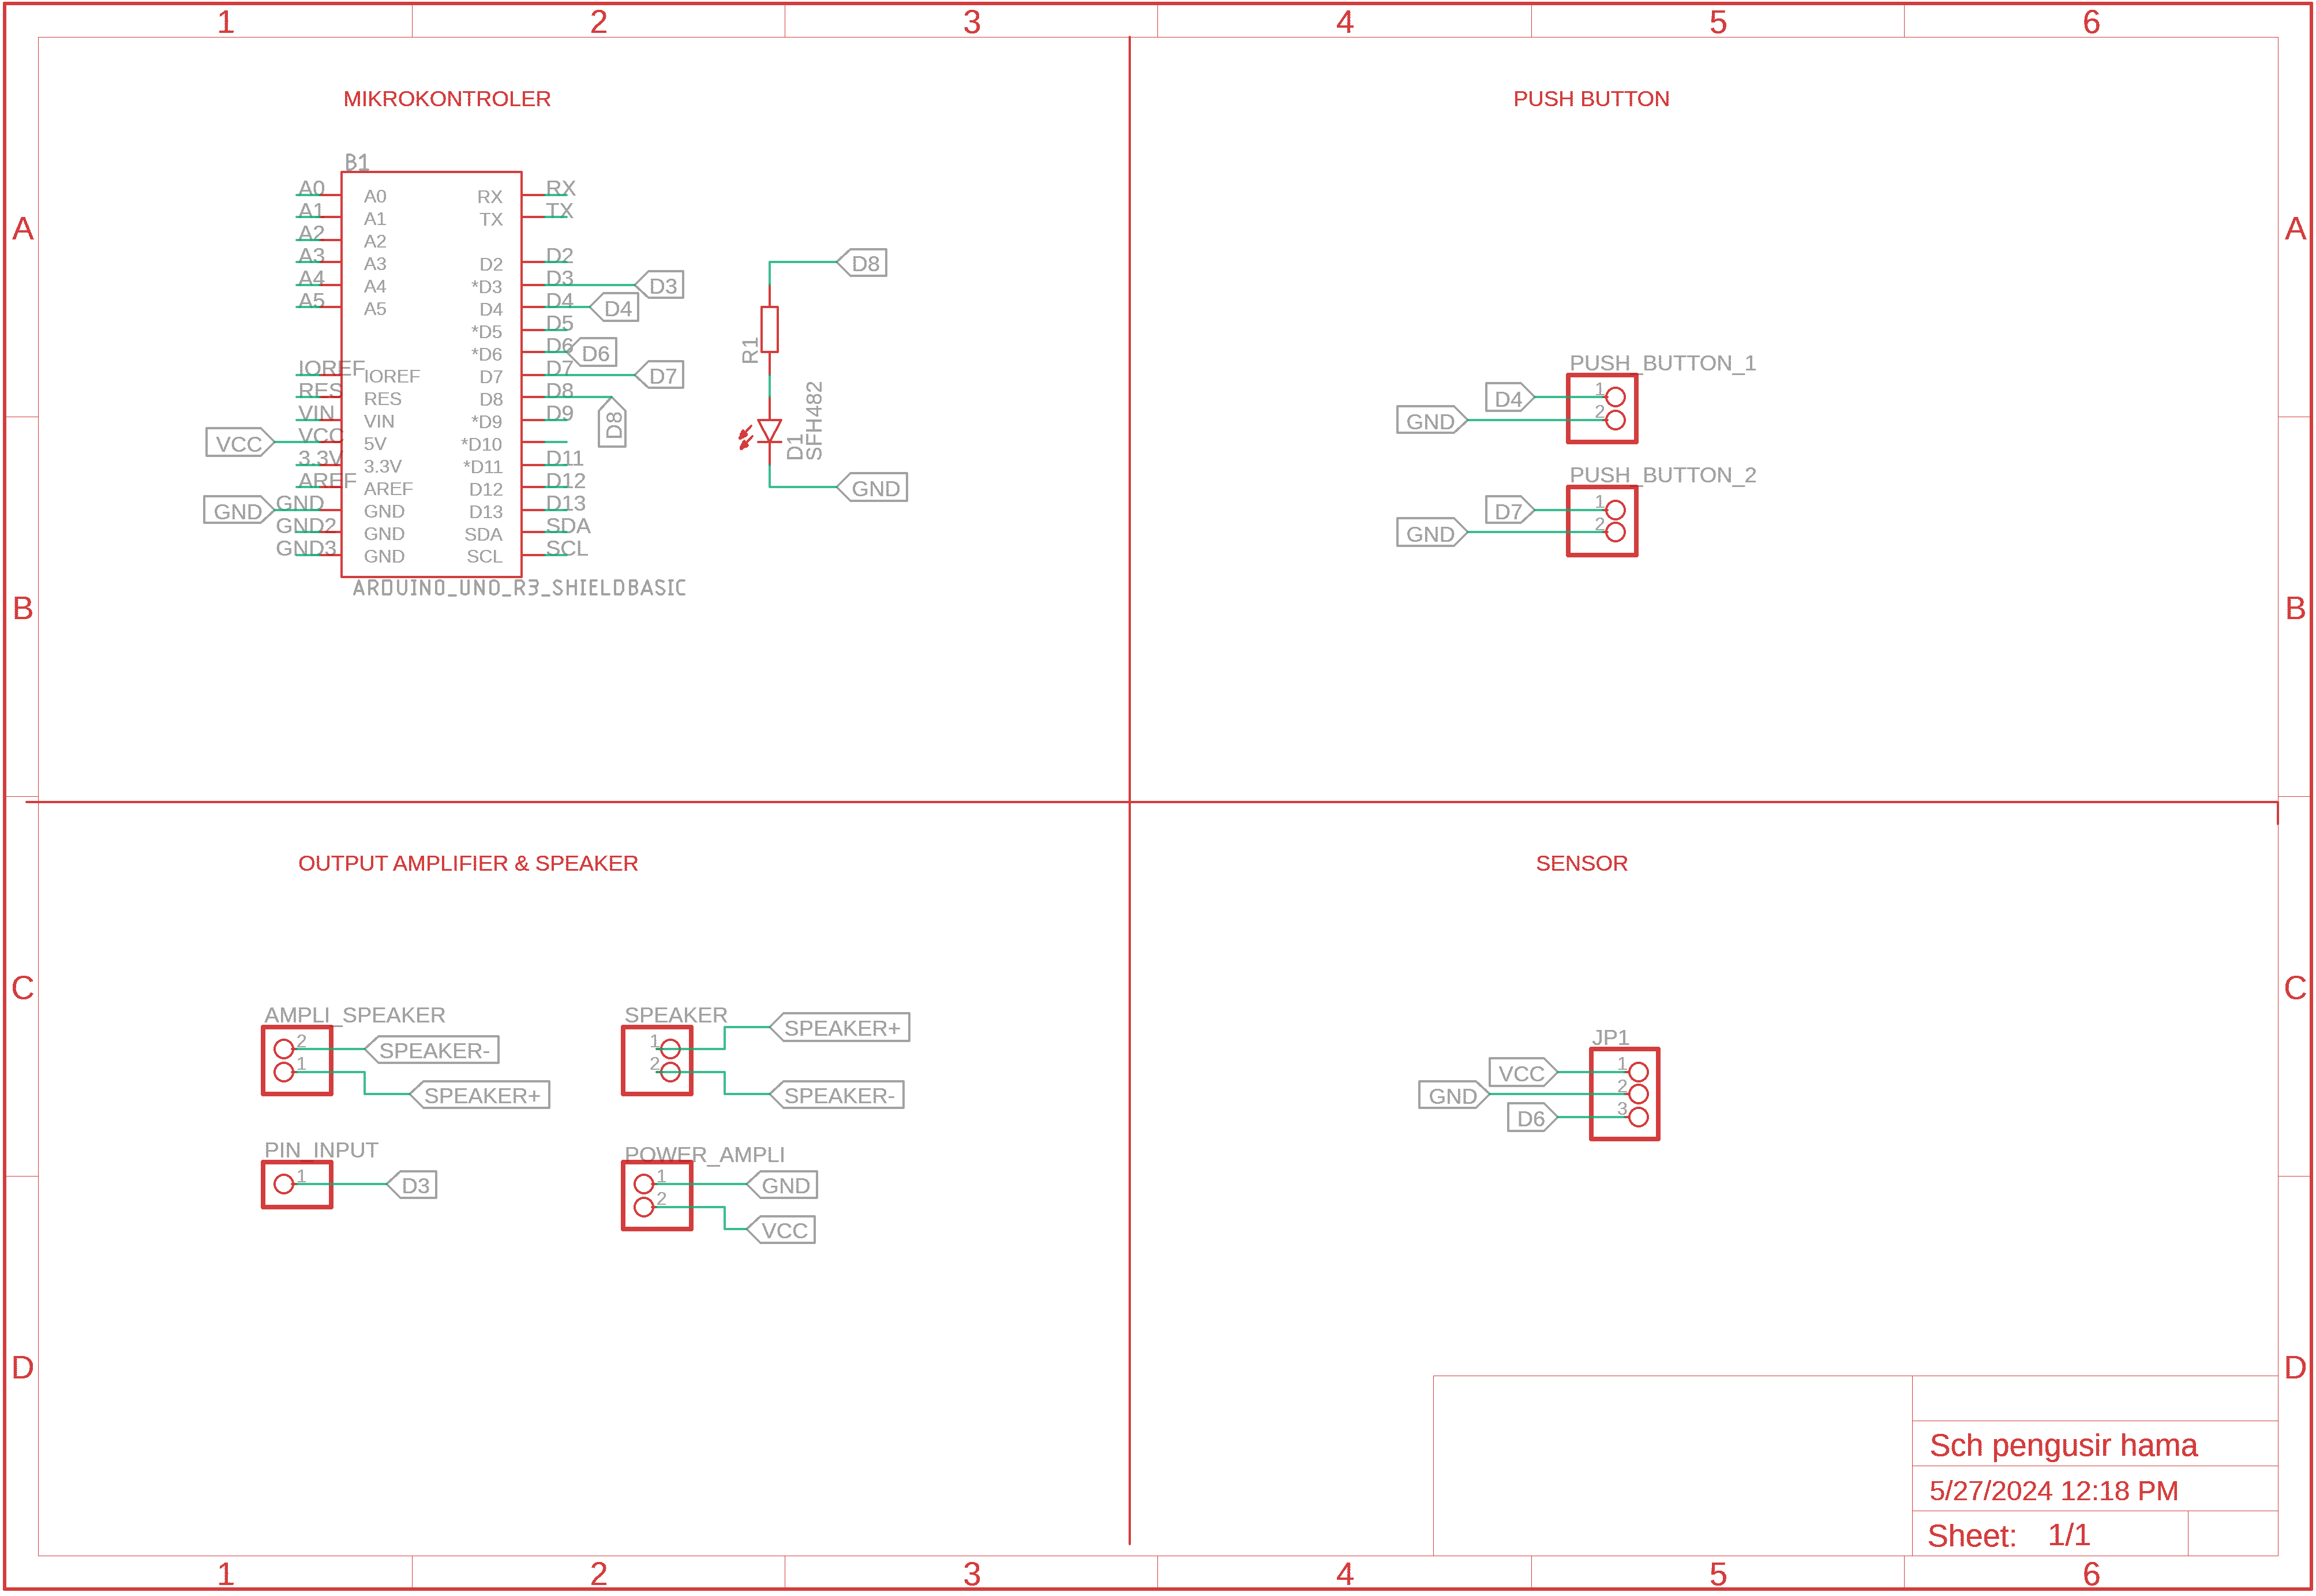 1 2 3 4 5 6
A A
B B
C C
D D
MIKROKONTROLER
B1
A0 A0 RX RX
A1 A1 TX TX
A2 A2
A3 A3 D2 D2
A4 A4 *D3 D3 D3
A5 A5 D4 D4 D4
*D5 D5
*D6 D6 D6
IOREF IOREF D7 D7 D7
RES RES D8 D8 D8
VIN VIN *D9 D9
VCC VCC 5V *D10
3.3V 3.3V *D11 D11
AREF AREF D12 D12
GND GND GND D13 D13
GND2 GND SDA SDA
GND3 GND SCL SCL
ARDUINO_UNO_R3_SHIELDBASIC
D8
R1
D1
SFH482
GND
PUSH BUTTON
PUSH_BUTTON_1
D4 1
GND 2
PUSH_BUTTON_2
D7 1
GND 2
OUTPUT AMPLIFIER & SPEAKER
AMPLI_SPEAKER
2 SPEAKER-
1 SPEAKER+
SPEAKER
1 SPEAKER+
2 SPEAKER-
PIN_INPUT
1 D3
POWER_AMPLI
1 GND
2 VCC
SENSOR
JP1
VCC 1
GND 2
D6 3
Sch pengusir hama
5/27/2024 12:18 PM
Sheet: 1/1
1 2 3 4 5 6